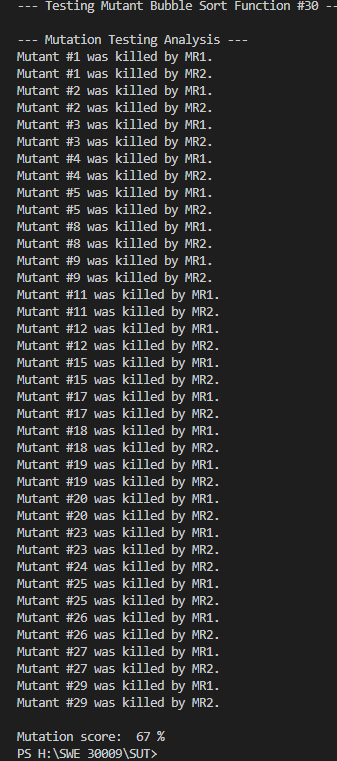 --- Testing Mutant Bubble Sort Function #30 --
--- Mutation Testing Analysis ---
Mutant #1 was killed by MR1.
Mutant #1 was killed by MR2.
Mutant #2 was killed by MR1.
Mutant #2 was killed by MR2.
Mutant #3 was killed by MR1.
Mutant #3 was killed by MR2.
Mutant #4 was killed by MR1.
Mutant #4 was killed by MR2.
Mutant #5 was killed by MR1.
Mutant #5 was killed by MR2.
Mutant #8 was killed by MR1.
Mutant #8 was killed by MR2.
Mutant #9 was killed by MR1.
Mutant #9 was killed by MR2.
Mutant #11 was killed by MR1.
Mutant #11 was killed by MR2.
Mutant #12 was killed by MR1.
Mutant #12 was killed by MR2.
Mutant #15 was killed by MR1.
Mutant #15 was killed by MR2.
Mutant #17 was killed by MR1.
Mutant #17 was killed by MR2.
Mutant #18 was killed by MR1.
Mutant #18 was killed by MR2.
Mutant #19 was killed by MR1.
Mutant #19 was killed by MR2.
Mutant #20 was killed by MR1.
Mutant #20 was killed by MR2.
Mutant #23 was killed by MR1.
Mutant #23 was killed by MR2.
Mutant #24 was killed by MR2.
Mutant #25 was killed by MR1.
Mutant #25 was killed by MR2.
Mutant #26 was killed by MR1.
Mutant #26 was killed by MR2.
Mutant #27 was killed by MR1.
Mutant #27 was killed by MR2.
Mutant #29 was killed by MR1.
Mutant #29 was killed by MR2.
Mutation score:  67 %
PS H:\SWE 30009\SUT>